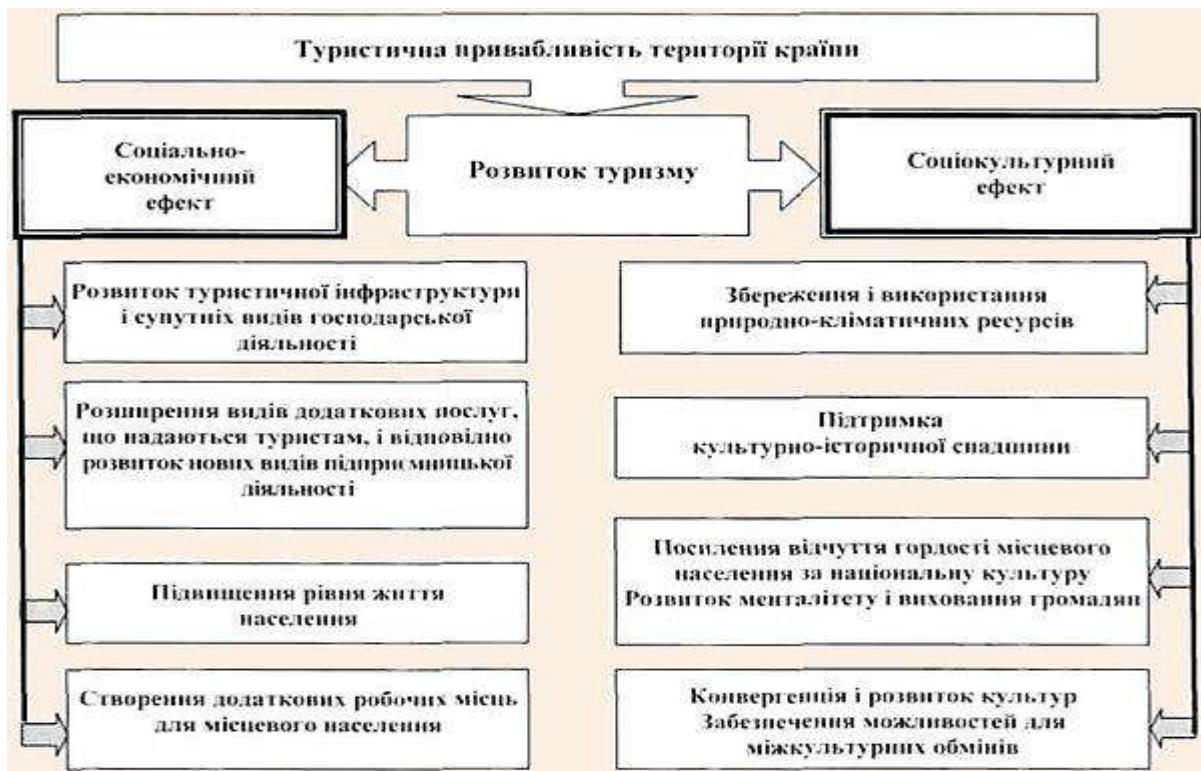 Туристична привабливість території країни
Соціально-
економічний
ефект
Розвиток туризму
Соціокультурний
ефект
Розвиток туристичної інфраструктури
і супутніх видів господарської
діяльності
Розширення видів додаткових послуг,
що надаються туристам, і відповідно
розвиток нових видів підприємницької
діяльності
Підвищення рівня життя
населення
Створення додаткових робочих місць
для місцевого населення
Збереження і використання
природно-кліматичних ресурсів
Підтримка
культурно-історичної спадщини
Посилення відчуття гордості місцевого
населення за національну культуру
Розвиток менталітету і виховання громадян
Конвергенція і розвиток культур
Забезпечення можливостей для
міжкультурних обмінів